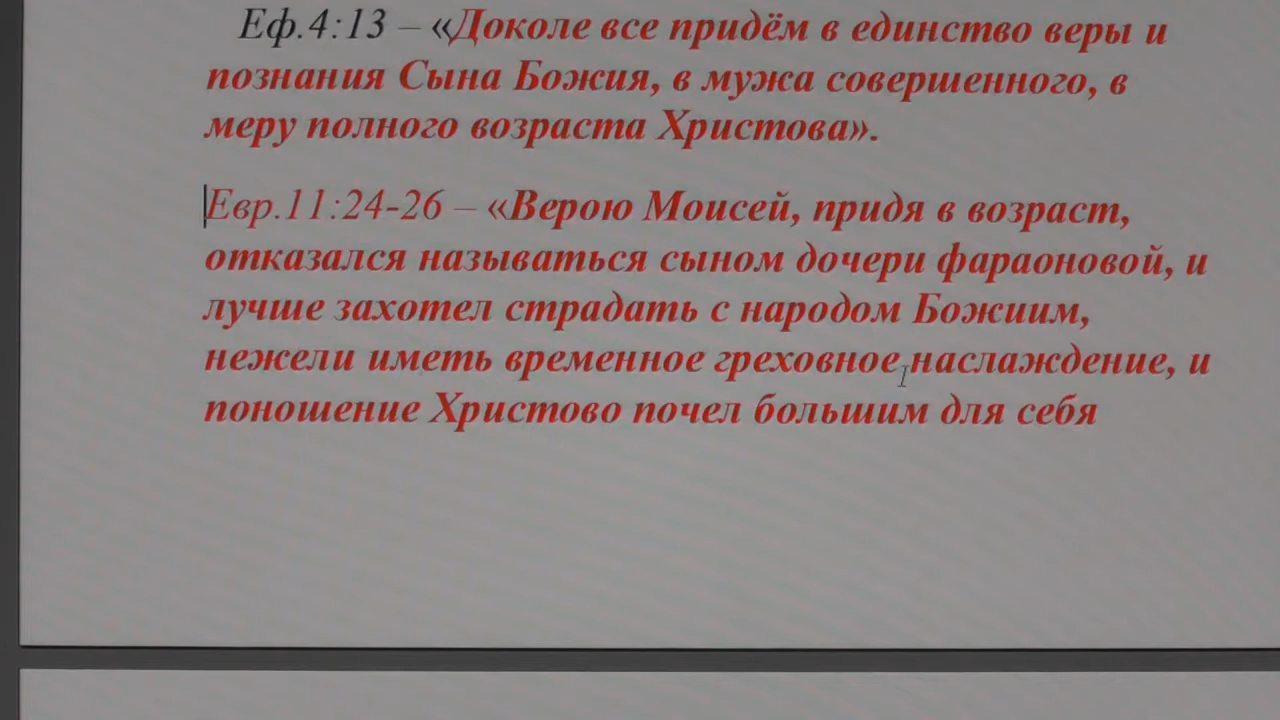 Еф.4:13 – «Доколе все придём в единство веры и
познания Сына Божия, в мужа совершенного, в
меру полного возраста Христова».
Евр.11:24-26 – «Верою Моисей, придя в возраст,
отказался называться сыном дочери фараоновой, и
лучше захотел страдать с народом Божиим,
нежели иметь временное греховное наслаждение, и
поношение Христово почел большим для себя